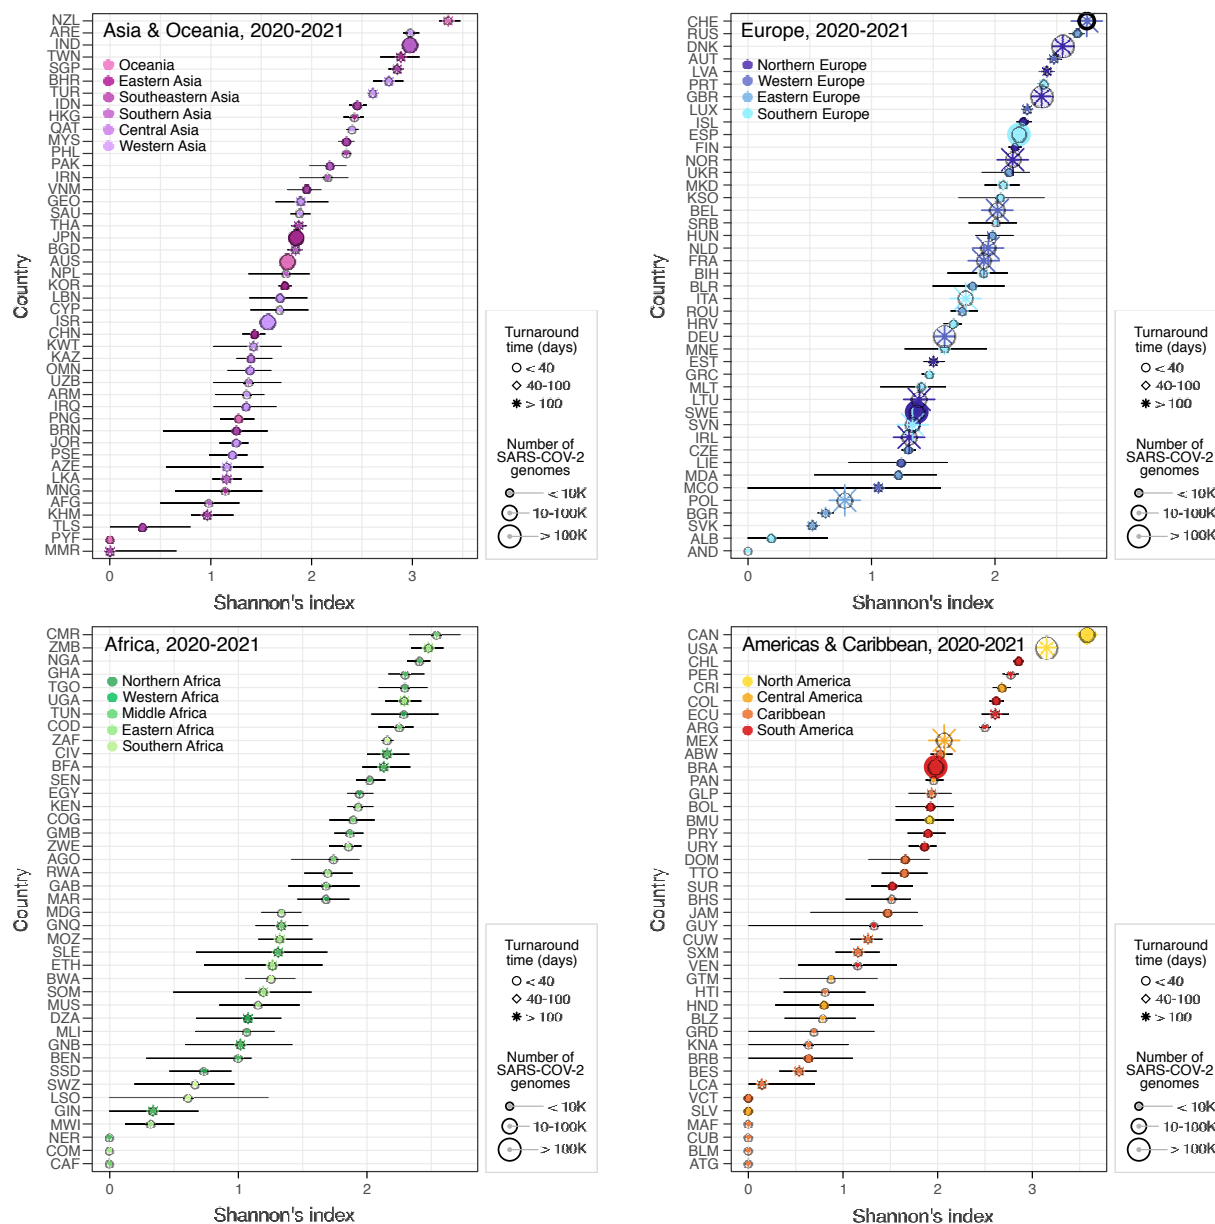 Asia & Oceania, 2020-2021
Oceania
Eastern Asia
Southeastern Asia
Southern Asia
Central Asia
Western Asia
Country
NZL
ARE
IND
TWN
SGP
BHR
TUR
IDN
HKG
QAT
MYS
PHL
PAK
IRN
VNM
GEO
SAU
THA
JPN
BGD
AUS
NPL
KOR
LBN
CYP
ISR
CHN
KWT
KAZ
OMN
UZB
ARM
IRQ
PNG
BRN
JOR
PSE
AZE
LKA
MNG
AFG
KHM
TLS
PYF
MMR
0 1 2 3
Shannon's index
Turnaround
time (days)
< 40
40-100
> 100
Number of
SARS-COV-2
genomes
< 10K
10-100K
> 100K
Europe, 2020-2021
Northern Europe
Western Europe
Eastern Europe
Southern Europe
Country
CHE
RUS
DNK
AUT
LVA
PRT
GBR
LUX
ISL
ESP
FIN
NOR
UKR
MKD
KSO
BEL
SRB
HUN
NLD
FRA
BIH
BLR
ITA
ROU
HRV
DEU
MNE
EST
GRC
MLT
LTU
SWE
SVN
IRL
CZE
LIE
MDA
MCO
POL
BGR
SVK
ALB
AND
0 1 2
Shannon's index
Turnaround
time (days)
< 40
40-100
> 100
Number of
SARS-COV-2
genomes
< 10K
10-100K
> 100K
Africa, 2020-2021
Northern Africa
Western Africa
Middle Africa
Eastern Africa
Southern Africa
Country
CMR
ZMB
NGA
GHA
TGO
UGA
TUN
COD
ZAF
CIV
BFA
SEN
EGY
KEN
COG
GMB
ZWE
AGO
RWA
GAB
MAR
MDG
GNQ
MOZ
SLE
ETH
BWA
SOM
MUS
DZA
MLI
GNB
BEN
SSD
SWZ
LSO
GIN
MWI
NER
COM
CAF
0 1 2
Shannon's index
Turnaround
time (days)
< 40
40-100
> 100
Number of
SARS-COV-2
genomes
< 10K
10-100K
> 100K
Americas & Caribbean, 2020-2021
North America
Central America
Caribbean
South America
Country
CAN
USA
CHL
PER
CRI
COL
ECU
ARG
MEX
ABW
BRA
PAN
GLP
BOL
BMU
PRY
URY
DOM
TTO
SUR
BHS
JAM
GUY
CUW
SXM
VEN
GTM
HTI
HND
BLZ
GRD
KNA
BRB
BES
LCA
VCT
SLV
MAF
CUB
BLM
ATG
0 1 2 3
Shannon's index
Turnaround
time (days)
< 40
40-100
> 100
Number of
SARS-COV-2
genomes
< 10K
10-100K
> 100K